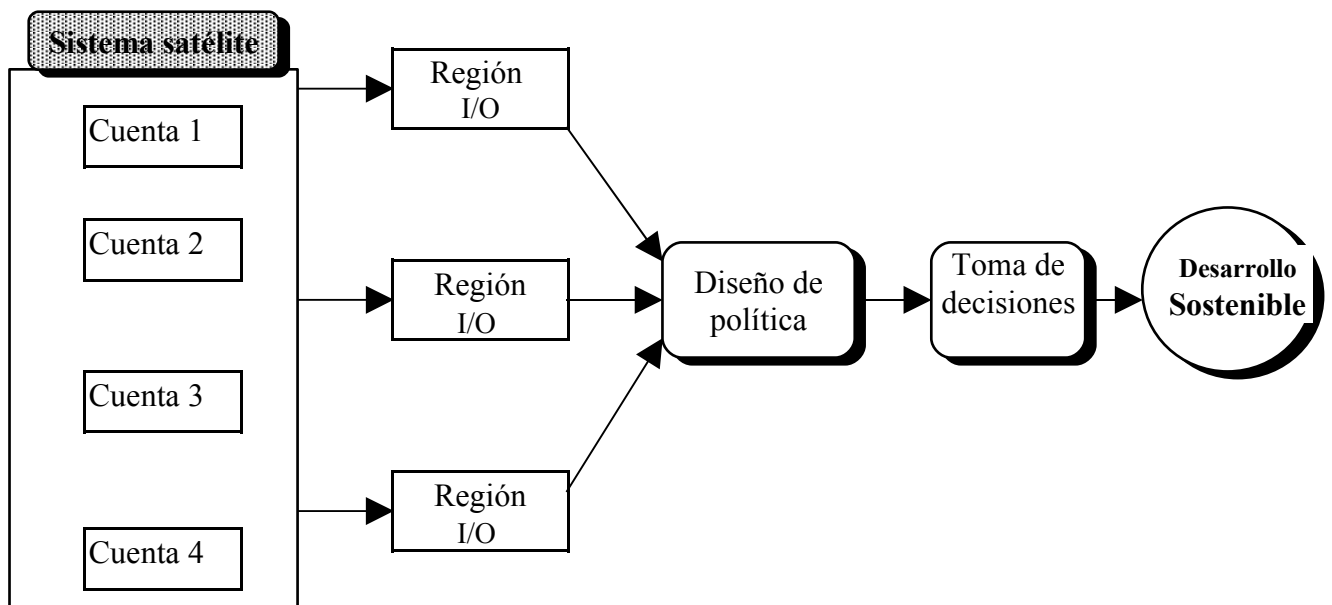 Sistema satélite
Cuenta 1
Cuenta 2
Cuenta 3
Cuenta 4
Región
I/O
Región
I/O
Región
I/O
Diseño de
política
Toma de
decisiones
Desarrollo
Sostenible